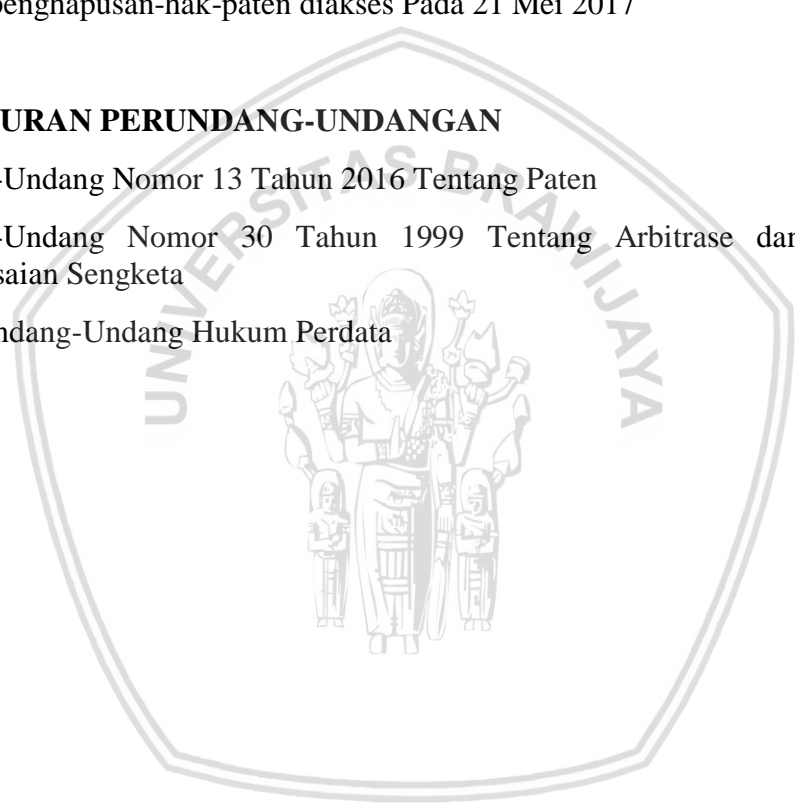 penghapusan-hak-paten diakses Pada 21 Mei 2017
URAN PERUNDANG-UNDANGAN
-Undang Nomor 13 Tahun 2016 Tentang Paten
-Undang Nomor 30 Tahun 1999 Tentang Arbitrase dan
saian Sengketa
ndang-Undang Hukum Perdata
UNIVERSITAS BRAWIJAYA